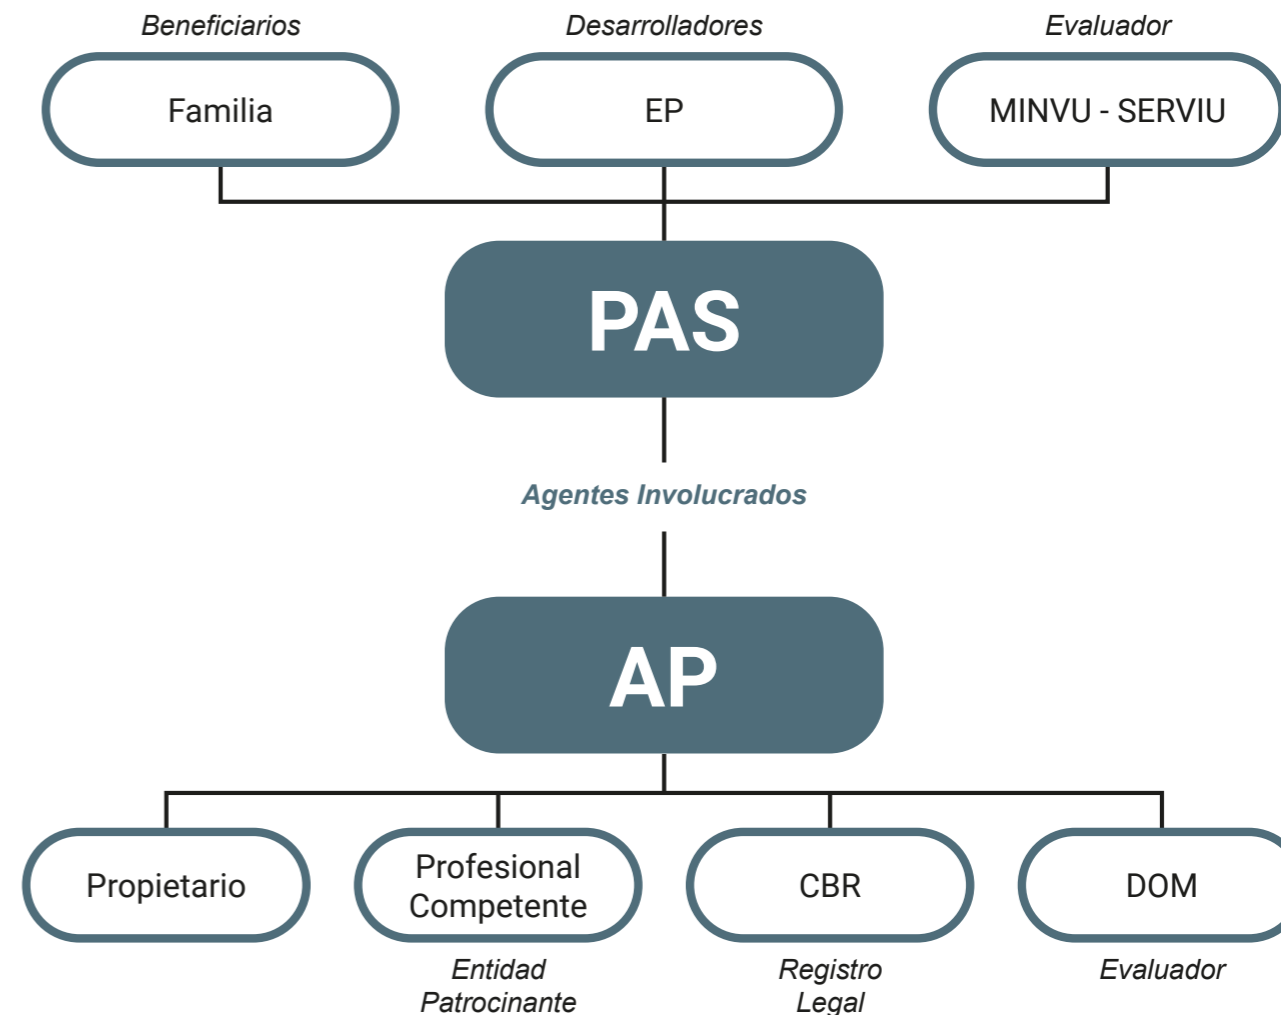 Beneficiarios
Desarrolladores
Evaluador
Familia
EP
MINVU - SERVIU
PAS
Agentes Involucrados
AP
Propietario
Profesional
Competente
CBR
DOM
Entidad
Patrocinante
Registro
Legal
Evaluador